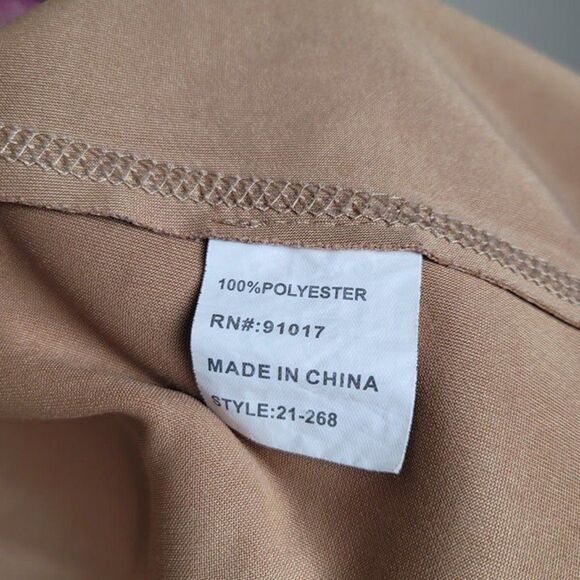 100%POLYESTER
RN#:91017
MADE IN CHINA
STYLE:21-268